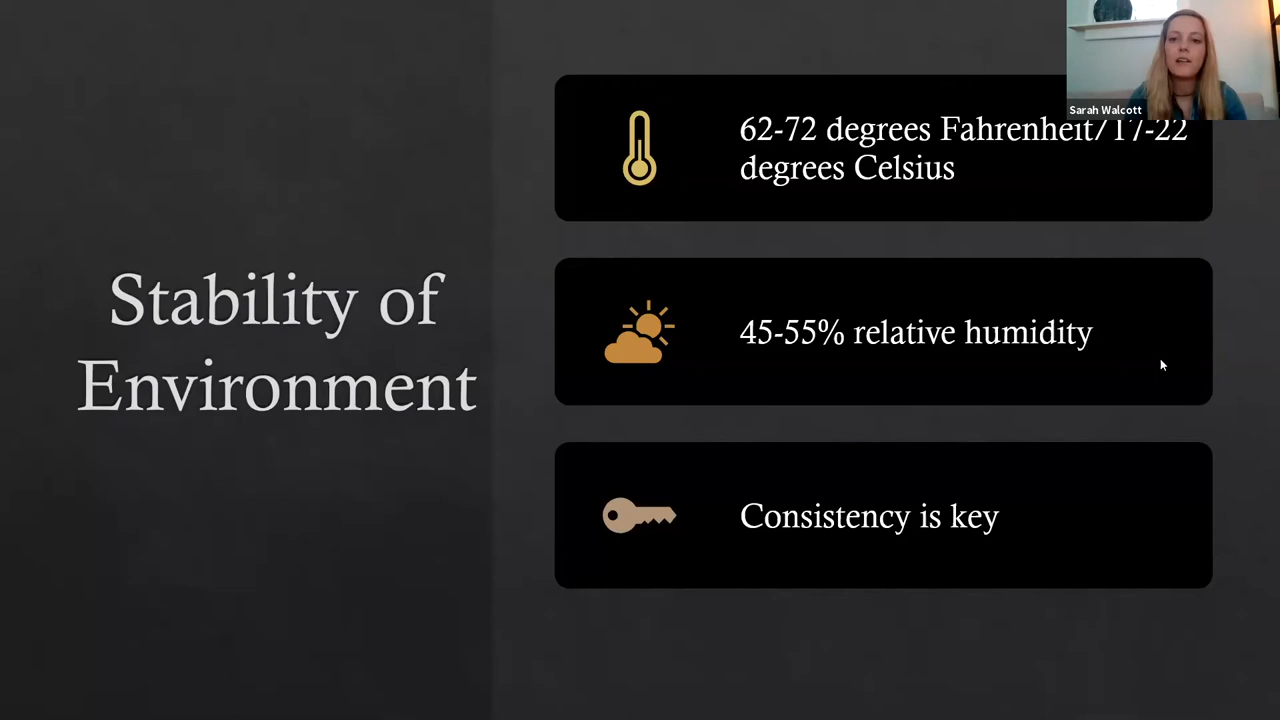 Sarah Walcott
62-72 degrees Fahrenheit/17-22
degrees Celsius
Stability of
Environment
45-55% relative humidity
Consistency is key